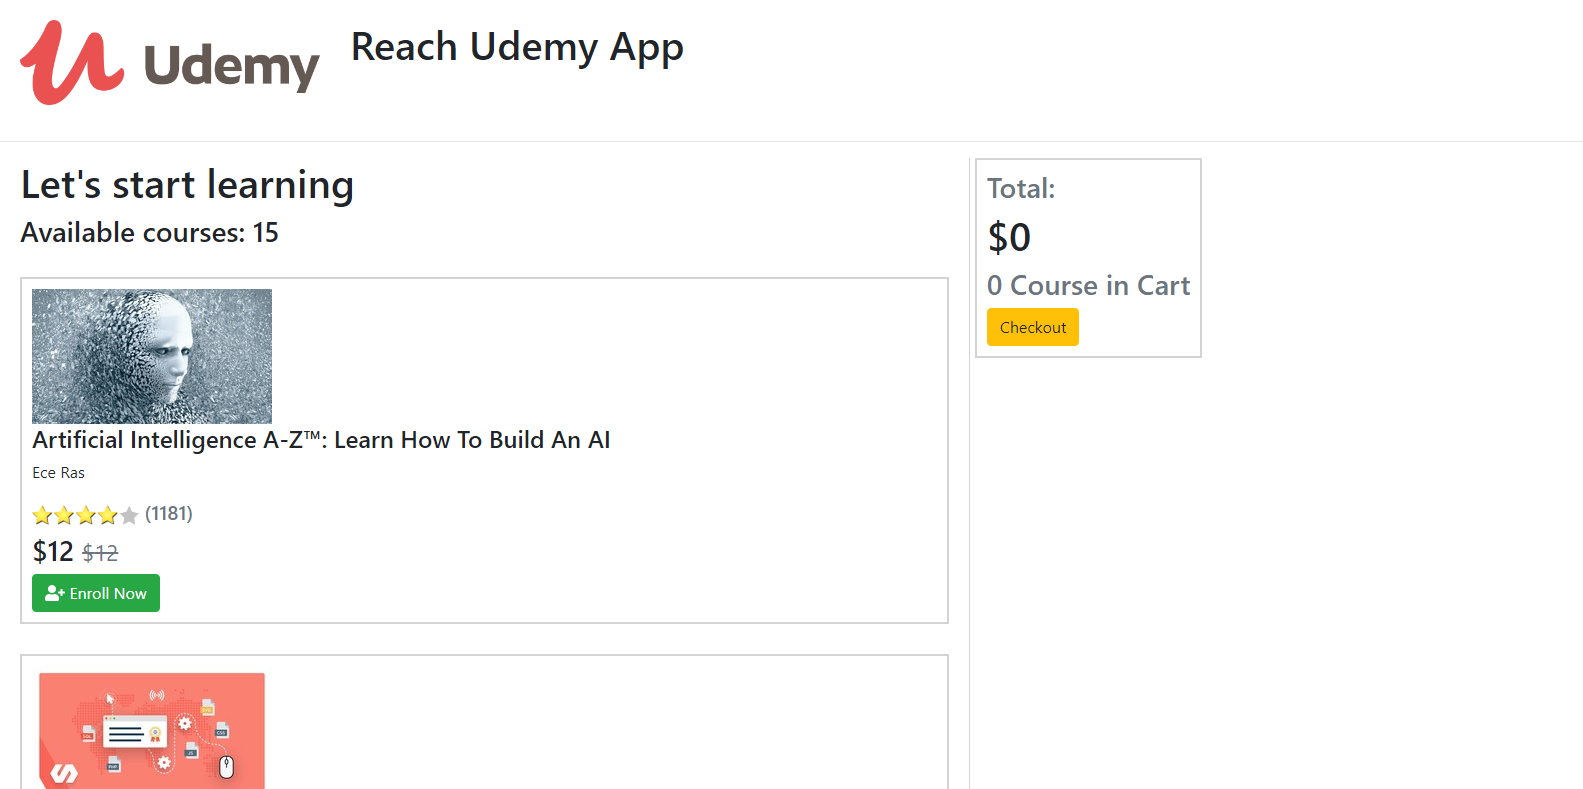 Udemy
Reach Udemy App
Let's start learning
Available courses: 15
Artificial Intelligence A-Z™: Learn How To Build An AI
Ece Ras
(1181)
$12 $12
Enroll Now
Total:
$0
0 Course in Cart
Checkout